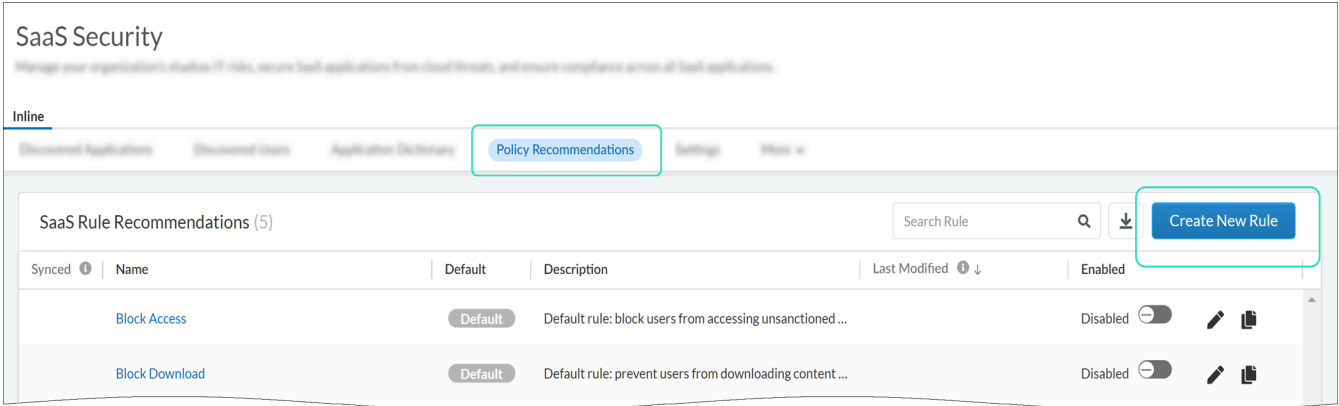 SaaS Security
Manage your organization's shadow IT risks, secure SaaS applications from cloud threats, and ensure compliance across all SaaS applications.
Inline
Discovered Applications Discovered Users Application Dictionary Policy Recommendations Settings More
SaaS Rule Recommendations (5) Search Rule Create New Rule
Synced Name Default Description Last Modified Enabled
Block Access Default Default rule: block users from accessing unsanctioned ... Disabled
Block Download Default Default rule: prevent users from downloading content ... Disabled